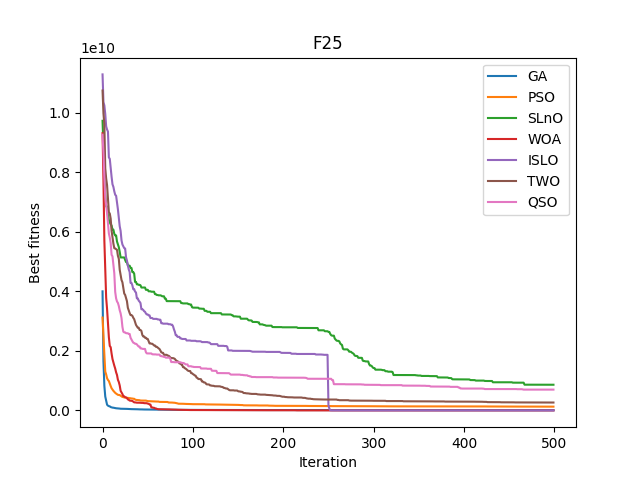 F25
1e10
1.0
0.8
0.6
0.4
0.2
0.0
Best fitness
0
100
200
300
400
500
Iteration
GA
PSO
SLnO
WOA
ISLO
TWO
QSO